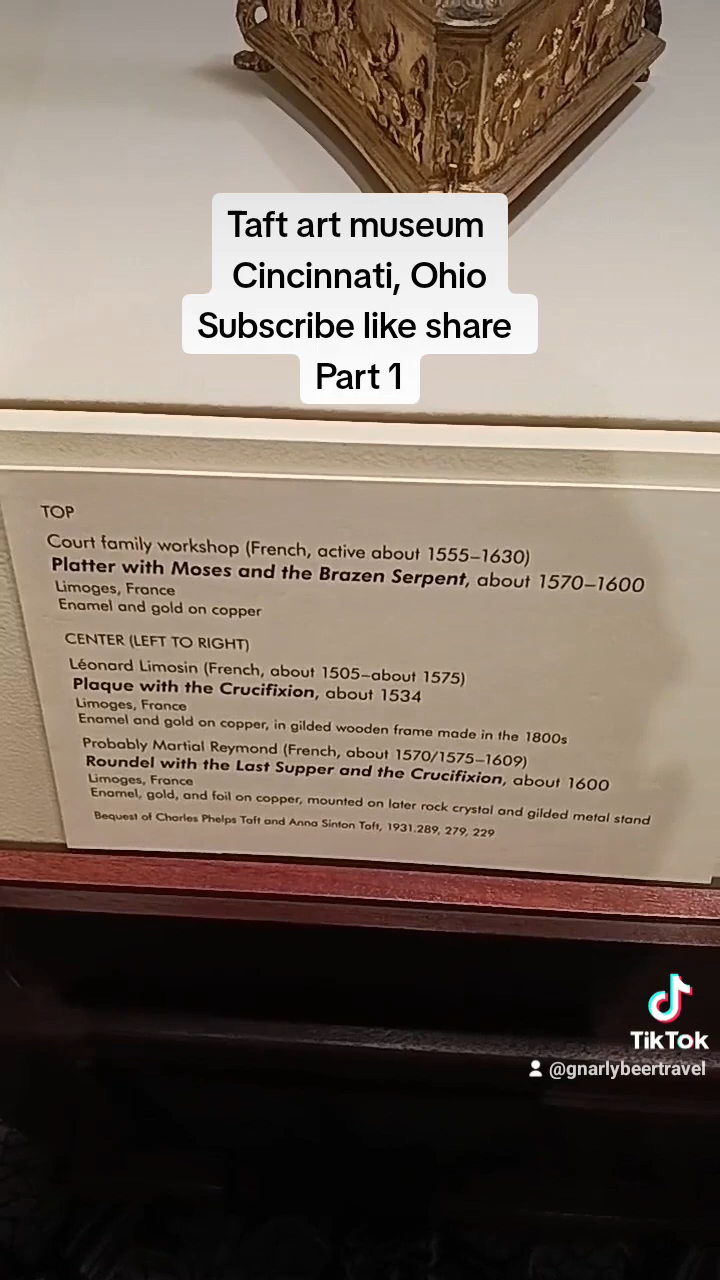 Taft art museum
Cincinnati, Ohio
Subscribe like share
Part 1
TOP
Court family workshop (French, active about 1555–1630)
Platter with Moses and the Brazen Serpent, about 1570–1600
Limoges, France
Enamel and gold on copper
CENTER (LEFT TO RIGHT)
Léonard Limosin (French, about 1505–about 1575)
Plaque with the Crucifixion, about 1534
Limoges, France
Enamel and gold on copper, in gilded wooden frame made in the 1800s
Probably Martial Reymond (French, about 1570/1575–1609)
Roundel with the Last Supper and the Crucifixion, about 1600
Limoges, France
Enamel, gold, and foil on copper, mounted on later rock crystal and gilded metal stand
Bequest of Charles Phelps Taft and Anna Sinton Taft, 1931.289, 279, 229
TikTok
@gnarlybeertravel